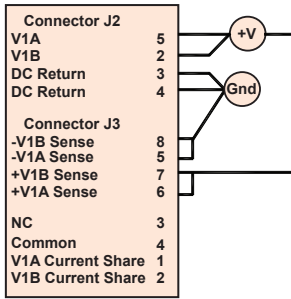 Connector J2
V1A 5
V1B 2
DC Return 3
DC Return 4
Connector J3
-V1B Sense 8
-V1A Sense 5
+V1B Sense 7
+V1A Sense 6
NC 3
Common 4
V1A Current Share 1
V1B Current Share 2
+V
Gnd